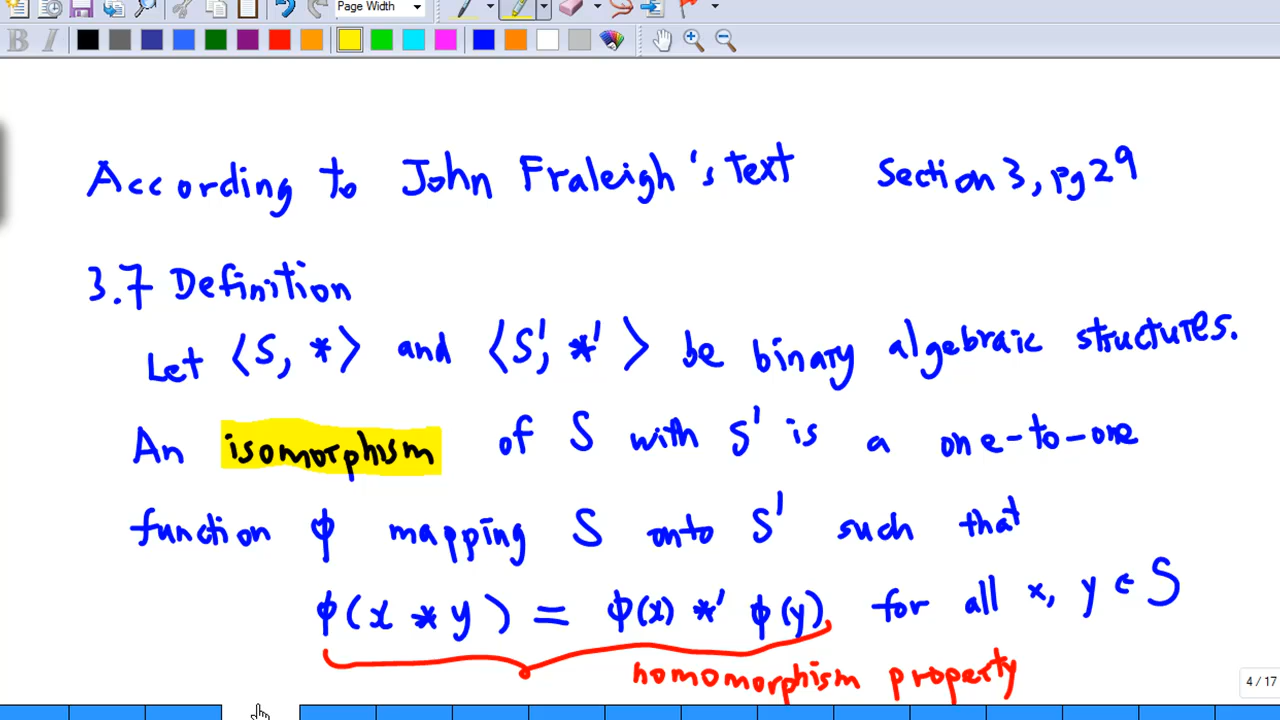 Page Width
B I
According to John Fraleigh's text Section 3, pg 29
3.7 Definition
Let ⟨S, *⟩ and ⟨S', *'⟩ be binary algebraic structures.
An isomorphism of S with S' is a one-to-one
function ϕ mapping S onto S' such that
ϕ(x * y) = ϕ(x) *' ϕ(y), for all x, y ∈ S
homomorphism property
4 / 17